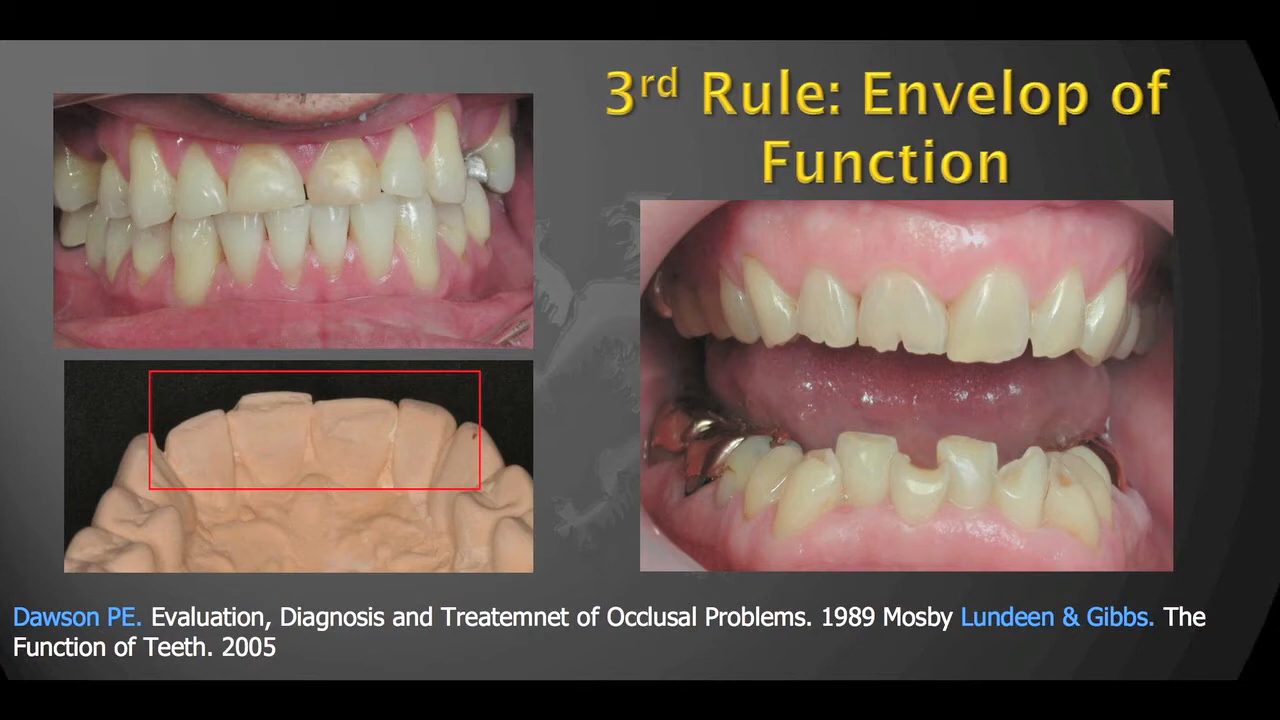 3rd Rule: Envelop of
Function
Dawson PE. Evaluation, Diagnosis and Treatemnet of Occlusal Problems. 1989 Mosby Lundeen & Gibbs. The
Function of Teeth. 2005